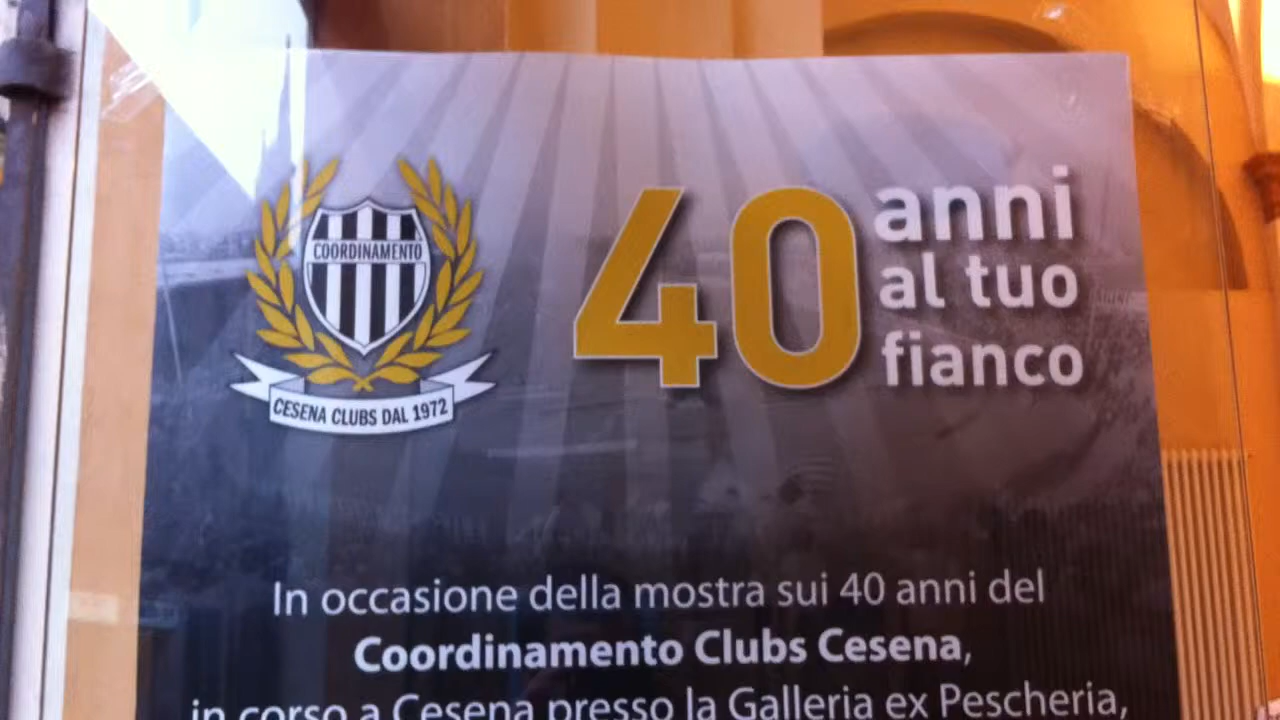 COORDINAMENTO
CESENA CLUBS DAL 1972
40 anni
al tuo
fianco
In occasione della mostra sui 40 anni del
Coordinamento Clubs Cesena,
in corso a Cesena presso la Galleria ex Pescheria,